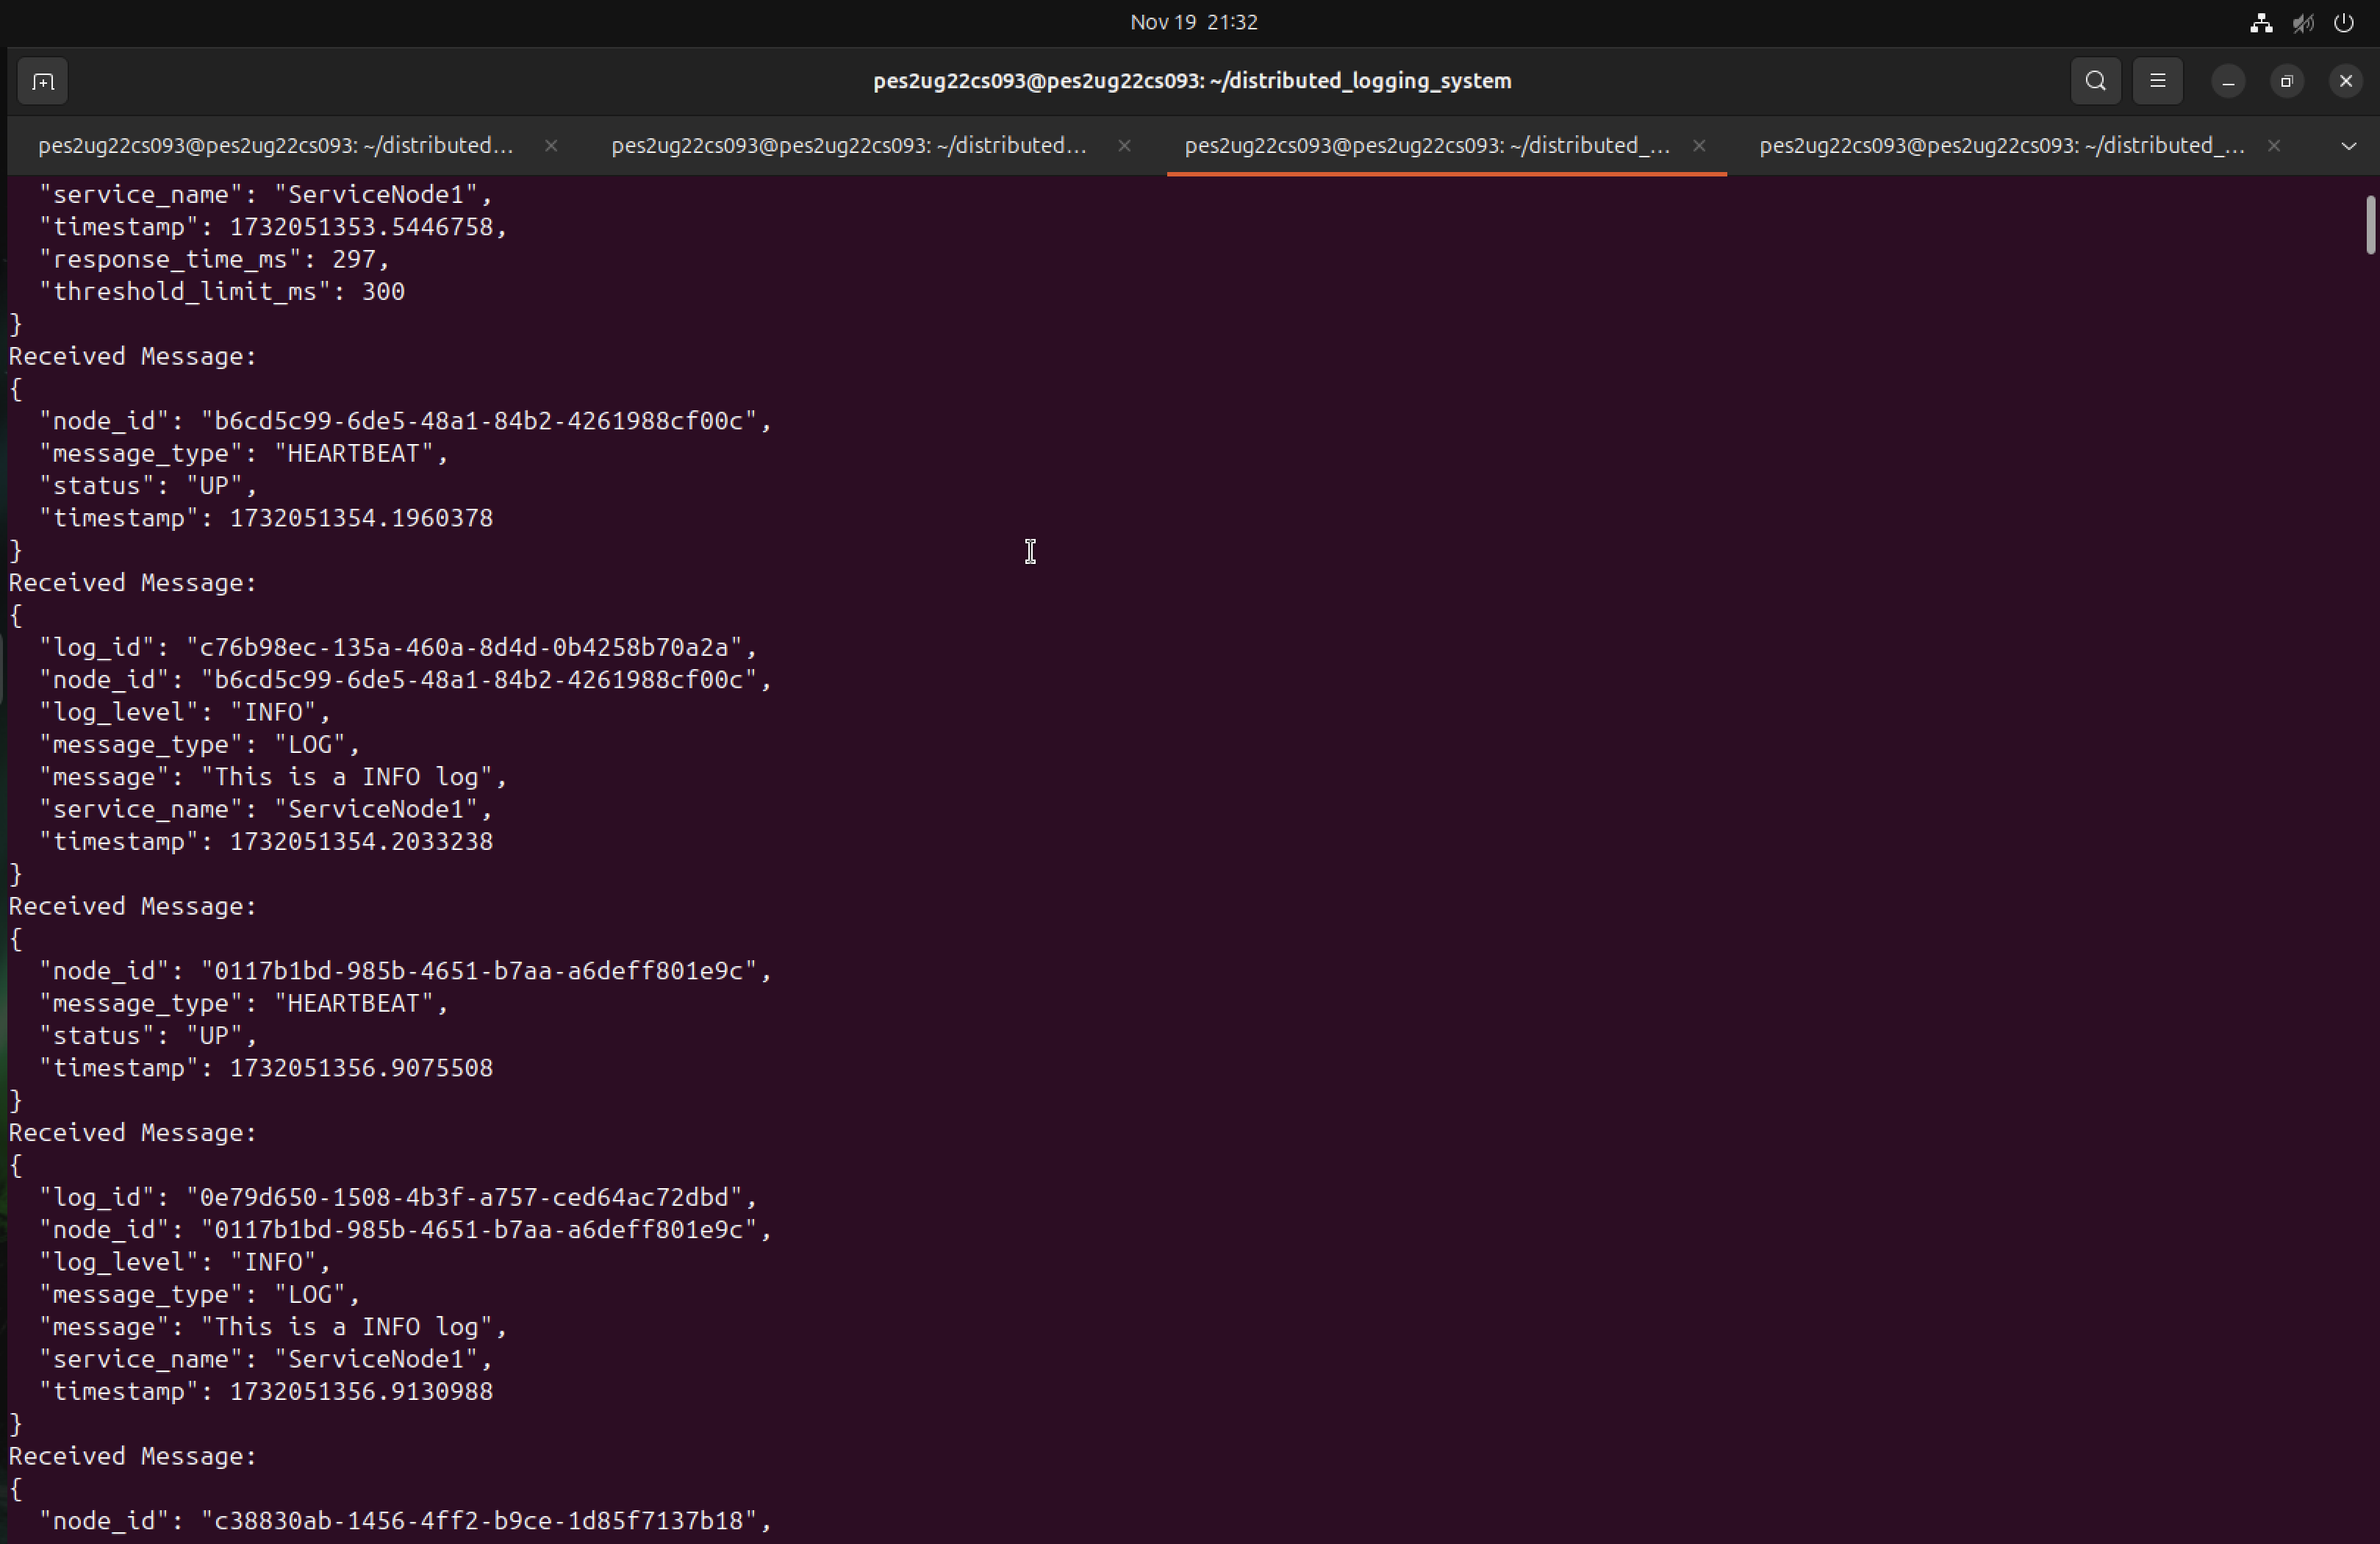 Nov 19 21:32
pes2ug22cs093@pes2ug22cs093: ~/distributed_logging_system
pes2ug22cs093@pes2ug22cs093: ~/distributed...
pes2ug22cs093@pes2ug22cs093: ~/distributed...
pes2ug22cs093@pes2ug22cs093: ~/distributed_...
pes2ug22cs093@pes2ug22cs093: ~/distributed_...
"service_name": "ServiceNode1",
"timestamp": 1732051353.5446758,
"response_time_ms": 297,
"threshold_limit_ms": 300
}
Received Message:
{
"node_id": "b6cd5c99-6de5-48a1-84b2-4261988cf00c",
"message_type": "HEARTBEAT",
"status": "UP",
"timestamp": 1732051354.1960378
}
Received Message:
{
"log_id": "c76b98ec-135a-460a-8d4d-0b4258b70a2a",
"node_id": "b6cd5c99-6de5-48a1-84b2-4261988cf00c",
"log_level": "INFO",
"message_type": "LOG",
"message": "This is a INFO log",
"service_name": "ServiceNode1",
"timestamp": 1732051354.2033238
}
Received Message:
{
"node_id": "0117b1bd-985b-4651-b7aa-a6deff801e9c",
"message_type": "HEARTBEAT",
"status": "UP",
"timestamp": 1732051356.9075508
}
Received Message:
{
"log_id": "0e79d650-1508-4b3f-a757-ced64ac72dbd",
"node_id": "0117b1bd-985b-4651-b7aa-a6deff801e9c",
"log_level": "INFO",
"message_type": "LOG",
"message": "This is a INFO log",
"service_name": "ServiceNode1",
"timestamp": 1732051356.9130988
}
Received Message:
{
"node_id": "c38830ab-1456-4ff2-b9ce-1d85f7137b18",